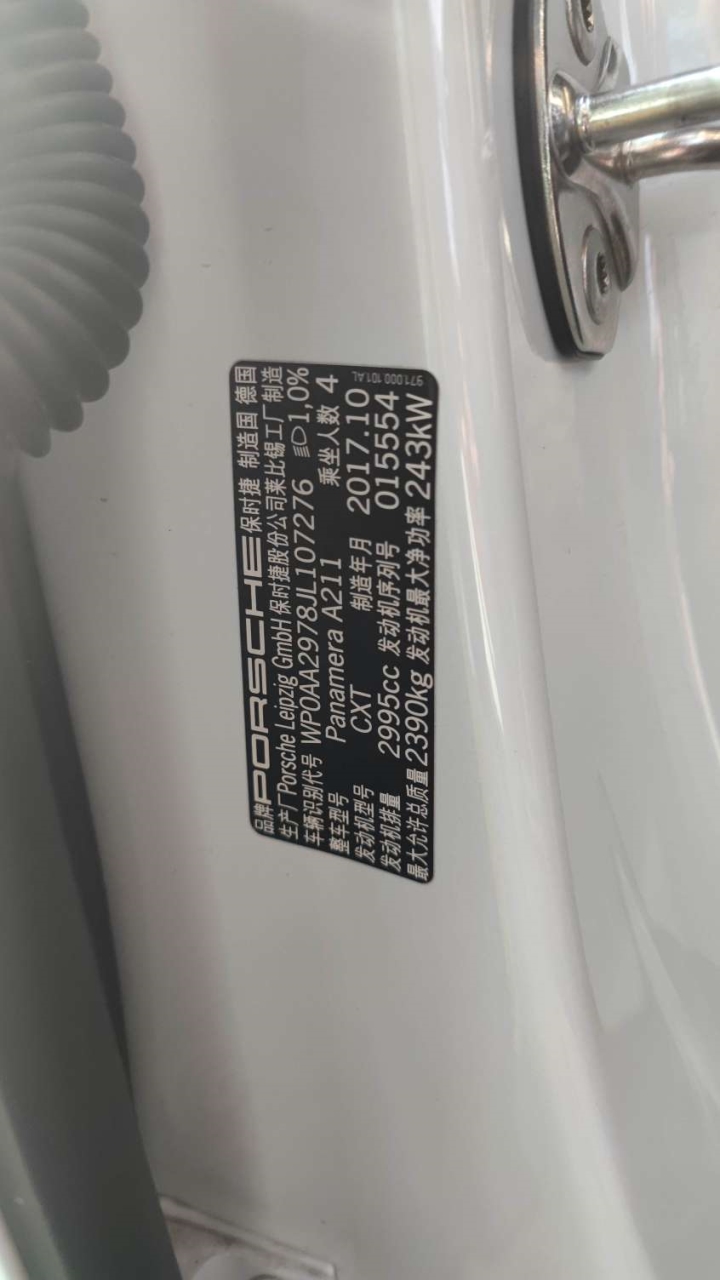 品牌 PORSCHE 保时捷 制造国 德国
生产厂 Porsche Leipzig GmbH 保时捷股份公司莱比锡工厂制造
车辆识别代号 WP0AA2978JL107276 1,0%
整车型号 Panamera A211 乘坐人数 4
发动机型号 CXT 制造年月 2017.10
发动机排量 2995cc 发动机序列号 015554
最大允许总质量 2390kg 发动机最大净功率 243kW
971.000.101.AL